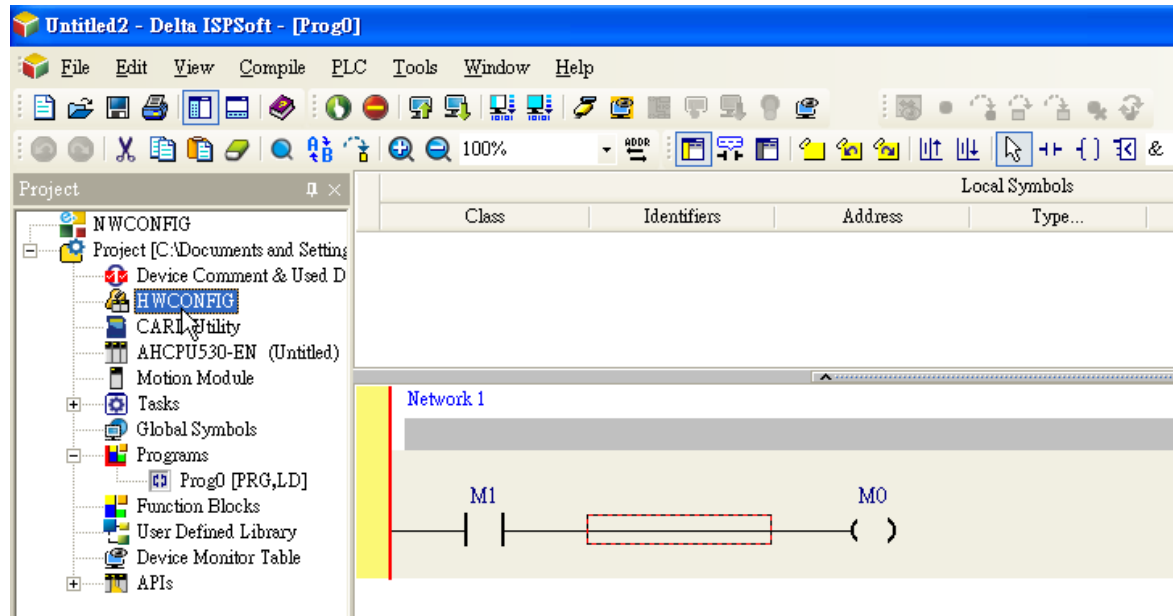 Untitled2 - Delta ISPSoft - [Prog0]
File Edit View Compile PLC Tools Window Help
100%
ADDR
&
Project
Local Symbols
Class Identifiers Address Type...
NWCONFIG
Project [C:\Documents and Setting
Device Comment & Used D
HWCONFIG
CARD Utility
AHCPU530-EN (Untitled)
Motion Module
Tasks
Global Symbols
Programs
Prog0 [PRG,LD]
Function Blocks
User Defined Library
Device Monitor Table
APIs
Network 1
M1 M0